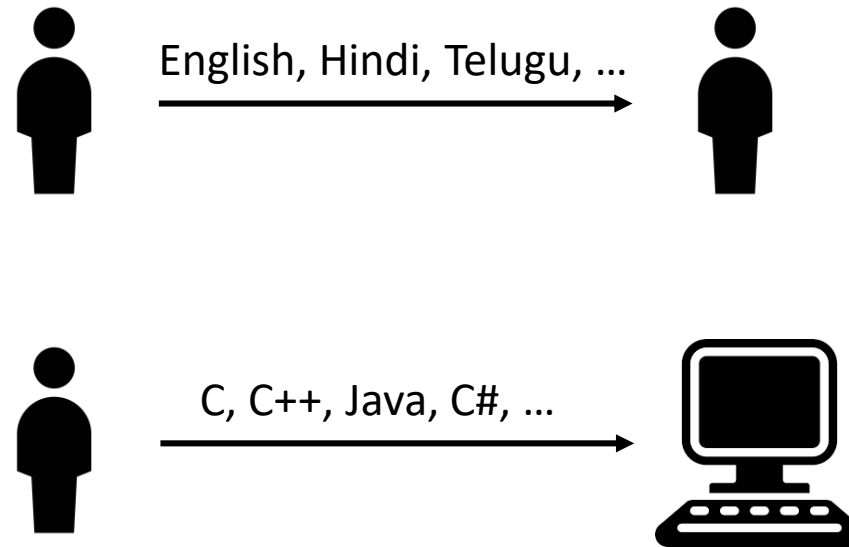 English, Hindi, Telugu, …
C, C++, Java, C#, …